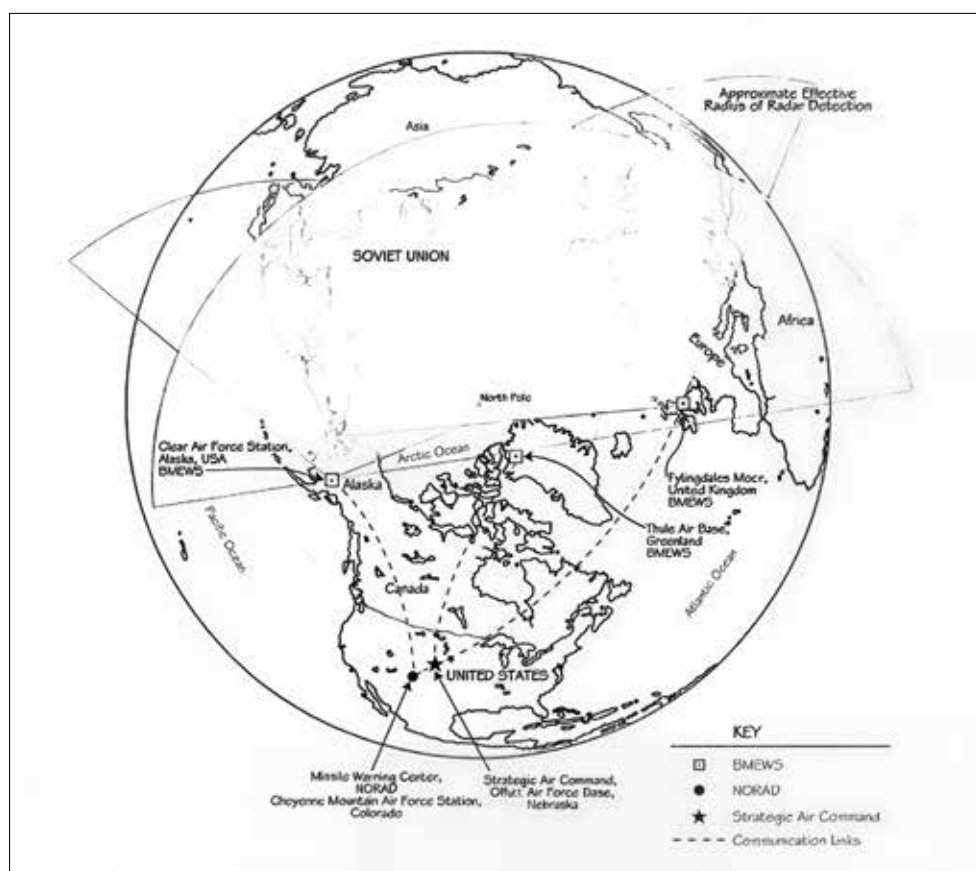 Approximate Effective
Radius of Radar Detection
Asia
SOVIET UNION
Africa
Europe
North Pole
Clear Air Force Station,
Alaska, USA
BMEWS
Arctic Ocean
Alaska
Fylingdales Moor,
United Kingdom
BMEWS
Thule Air Base,
Greenland
BMEWS
Pacific Ocean
Atlantic Ocean
Canada
UNITED STATES
Missile Warning Center,
NORAD
Cheyenne Mountain Air Force Station,
Colorado
Strategic Air Command,
Offutt Air Force Base,
Nebraska
KEY
BMEWS
NORAD
Strategic Air Command
Communication Links